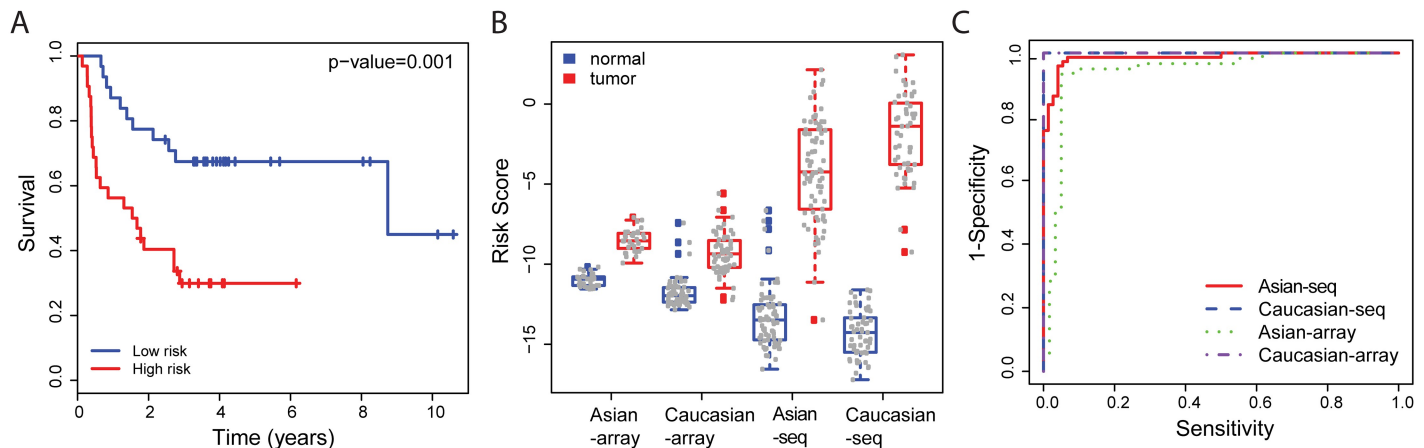 A
Survival
1.0
0.8
0.6
0.4
0.2
0.0
p−value=0.001
Low risk
High risk
0 2 4 6 8 10
Time (years)
B
Risk Score
0
−5
−10
−15
normal
tumor
Asian
-array
Caucasian
-array
Asian
-seq
Caucasian
-seq
C
1-Specificity
1.0
0.8
0.6
0.4
0.2
0.0
Asian-seq
Caucasian-seq
Asian-array
Caucasian-array
0.0 0.2 0.4 0.6 0.8 1.0
Sensitivity